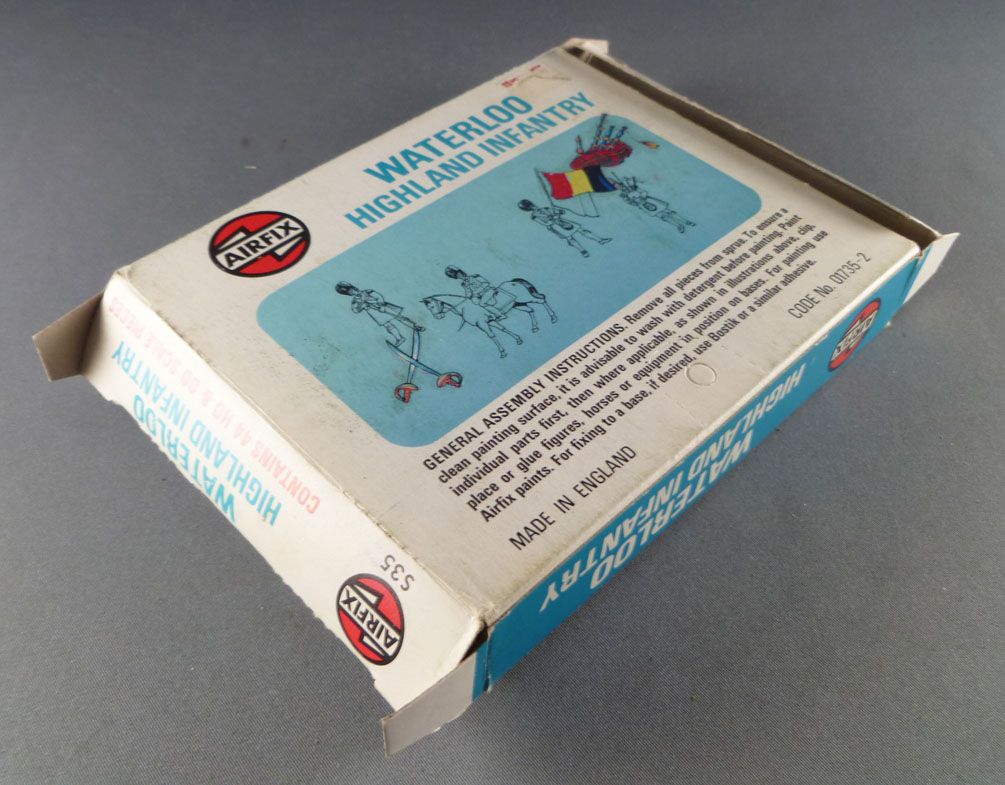 WATERLOO
HIGHLAND INFANTRY
AIRFIX
GENERAL ASSEMBLY INSTRUCTIONS. Remove all pieces from sprue. To ensure a
clean painting surface, it is advisable to wash with detergent before painting. Paint
individual parts first, then where applicable, as shown in illustrations above, clip,
place or glue figures, horses or equipment in position on bases. For painting use
Airfix paints. For fixing to a base, if desired, use Bostik or a similar adhesive.
MADE IN ENGLAND
CODE No. 01735-2
WATERLOO
HIGHLAND INFANTRY
CONTAINS 44 HO & OO SCALE PIECES
S35
AIRFIX
WATERLOO
HIGHLAND INFANTRY
AIRFIX